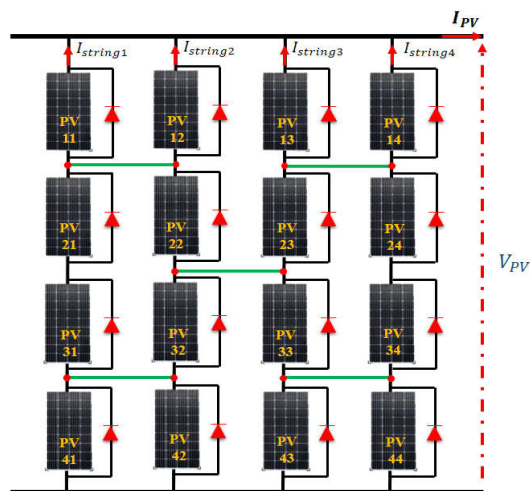 I_PV
I_string1 I_string2 I_string3 I_string4
PV 11 PV 12 PV 13 PV 14
PV 21 PV 22 PV 23 PV 24
V_PV
PV 31 PV 32 PV 33 PV 34
PV 41 PV 42 PV 43 PV 44